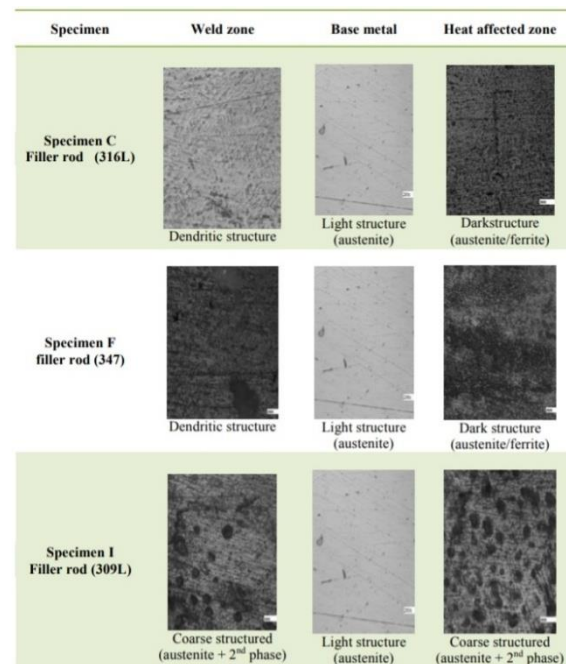 Specimen Weld zone Base metal Heat affected zone
Specimen C
Filler rod (316L)
Dendritic structure
Light structure
(austenite)
Darkstructure
(austenite/ferrite)
Specimen F
filler rod (347)
Dendritic structure
Light structure
(austenite)
Dark structure
(austenite/ferrite)
Specimen I
Filler rod (309L)
Coarse structured
(austenite + 2nd phase)
Light structure
(austenite)
Coarse structured
(austenite + 2nd phase)